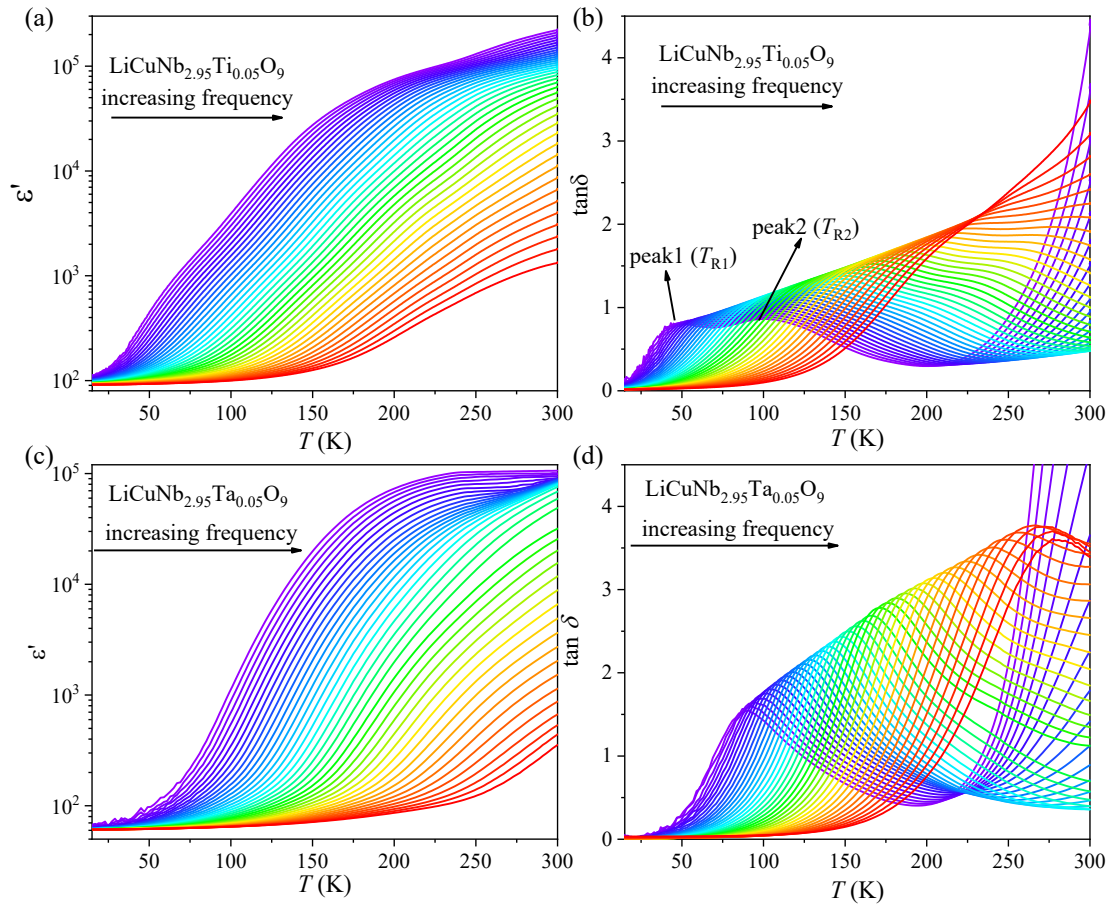 (a)
LiCuNb2.95Ti0.05O9
increasing frequency
10^5
10^4
10^3
10^2
ε'
50 100 150 200 250 300
T (K)
(b)
LiCuNb2.95Ti0.05O9
increasing frequency
peak1 (TR1)
peak2 (TR2)
4
3
2
1
0
tanδ
50 100 150 200 250 300
T (K)
(c)
LiCuNb2.95Ta0.05O9
increasing frequency
10^5
10^4
10^3
10^2
ε'
50 100 150 200 250 300
T (K)
(d)
LiCuNb2.95Ta0.05O9
increasing frequency
4
3
2
1
0
tan δ
50 100 150 200 250 300
T (K)